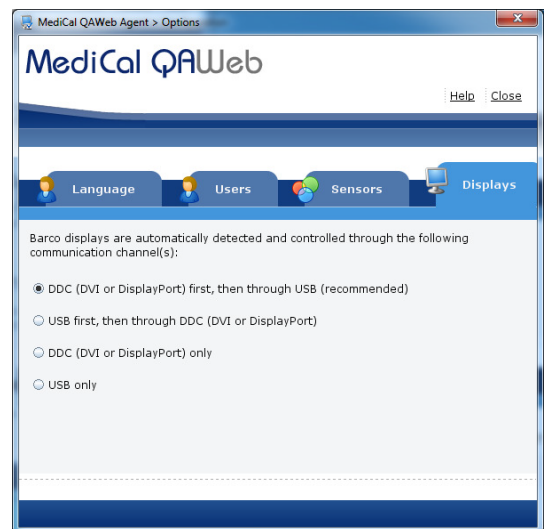 MediCal QAWeb Agent > Options
MediCal QAWeb
Help Close
Language Users Sensors Displays
Barco displays are automatically detected and controlled through the following
communication channel(s):
DDC (DVI or DisplayPort) first, then through USB (recommended)
USB first, then through DDC (DVI or DisplayPort)
DDC (DVI or DisplayPort) only
USB only